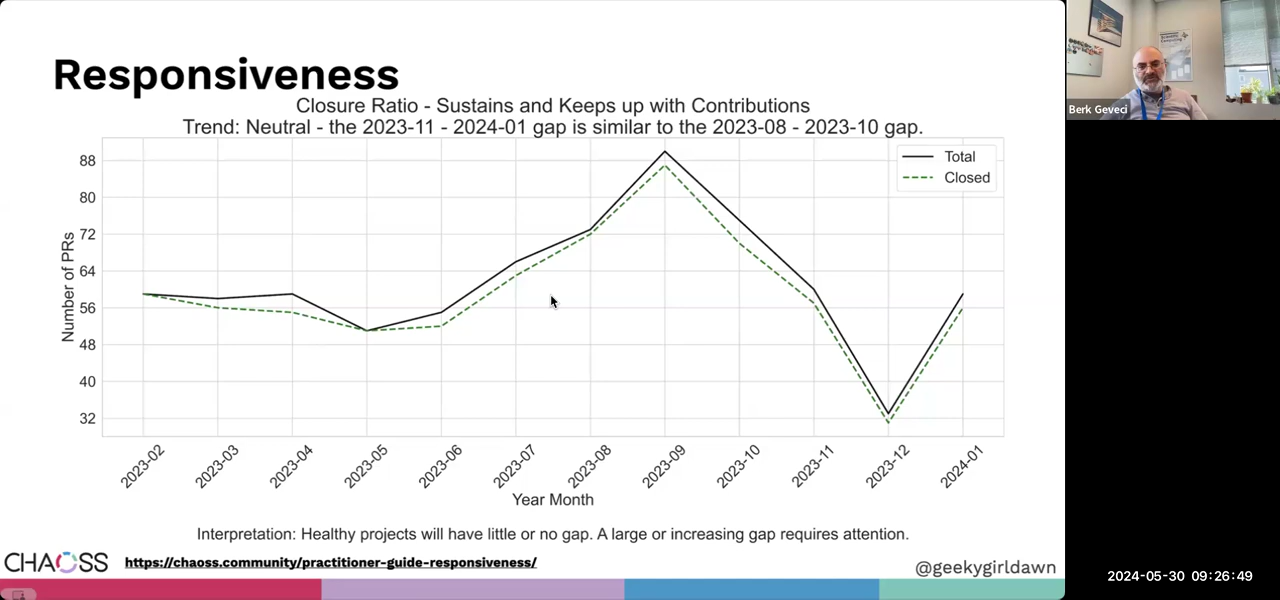 Responsiveness
Closure Ratio - Sustains and Keeps up with Contributions
Trend: Neutral - the 2023-11 - 2024-01 gap is similar to the 2023-08 - 2023-10 gap.
Total
Closed
Number of PRs
88
80
72
64
56
48
40
32
2023-02
2023-03
2023-04
2023-05
2023-06
2023-07
2023-08
2023-09
2023-10
2023-11
2023-12
2024-01
Year Month
Interpretation: Healthy projects will have little or no gap. A large or increasing gap requires attention.
CHAOSS
https://chaoss.community/practitioner-guide-responsiveness/
@geekygirldawn
Berk Geveci
2024-05-30 09:26:49